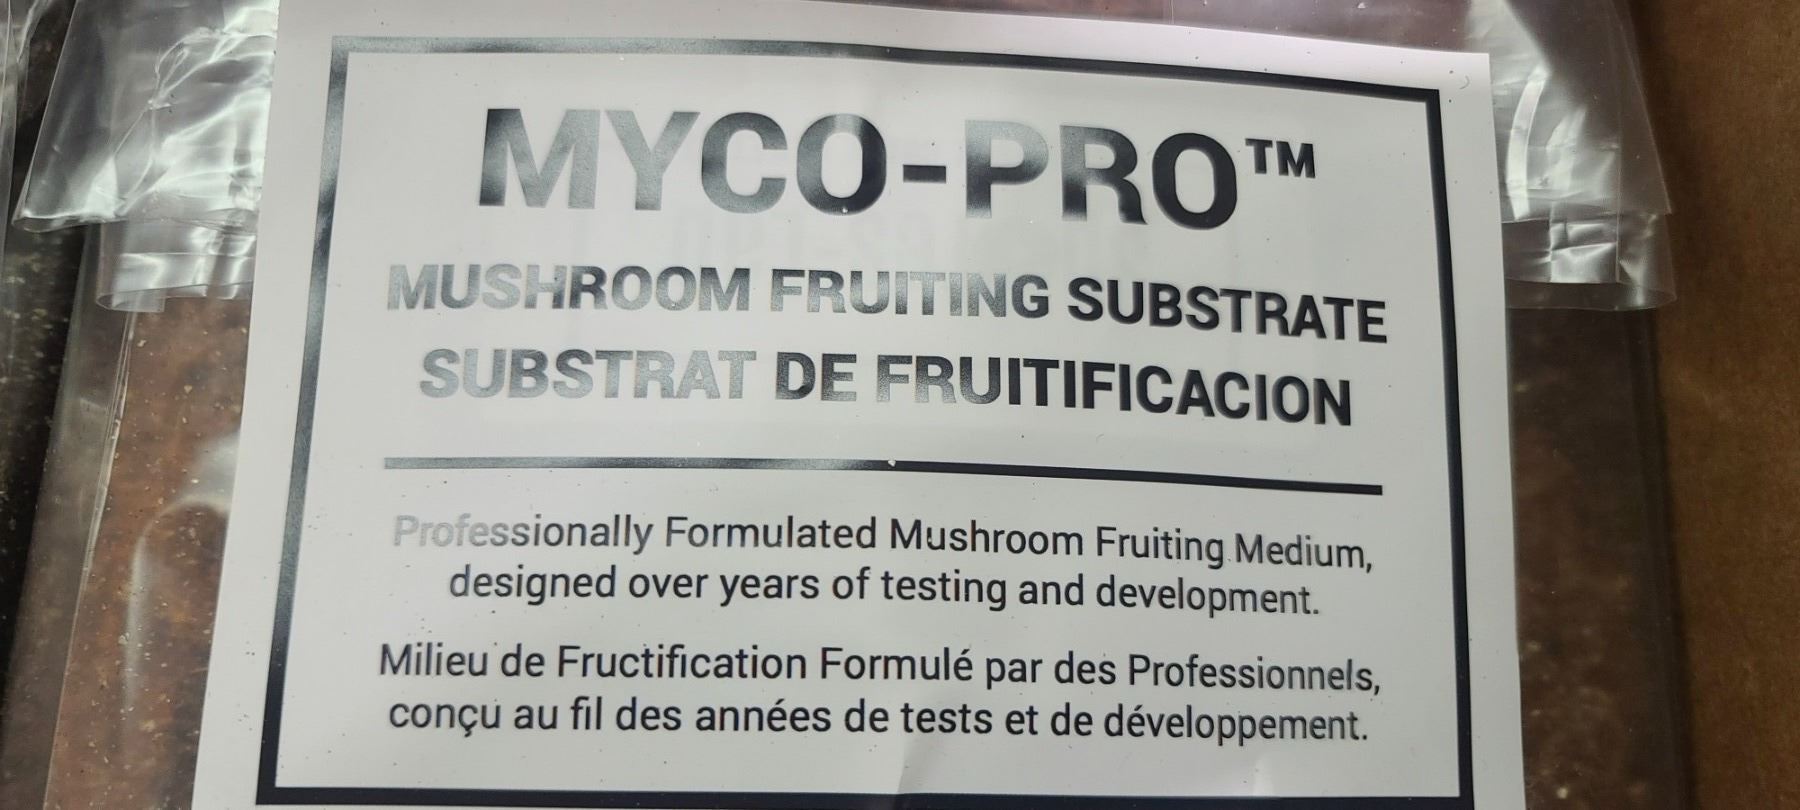 MYCO-PRO™
MUSHROOM FRUITING SUBSTRATE
SUBSTRAT DE FRUITIFICACION
Professionally Formulated Mushroom Fruiting Medium,
designed over years of testing and development.
Milieu de Fructification Formulé par des Professionnels,
conçu au fil des années de tests et de développement.